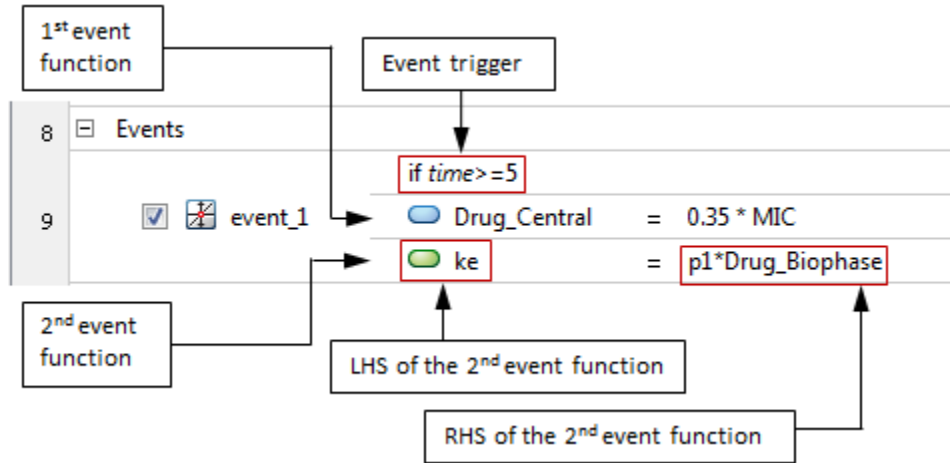 1st event
function
Event trigger
8 Events
if time>=5
9 event_1 Drug_Central = 0.35 * MIC
ke = p1*Drug_Biophase
2nd event
function
LHS of the 2nd event function
RHS of the 2nd event function